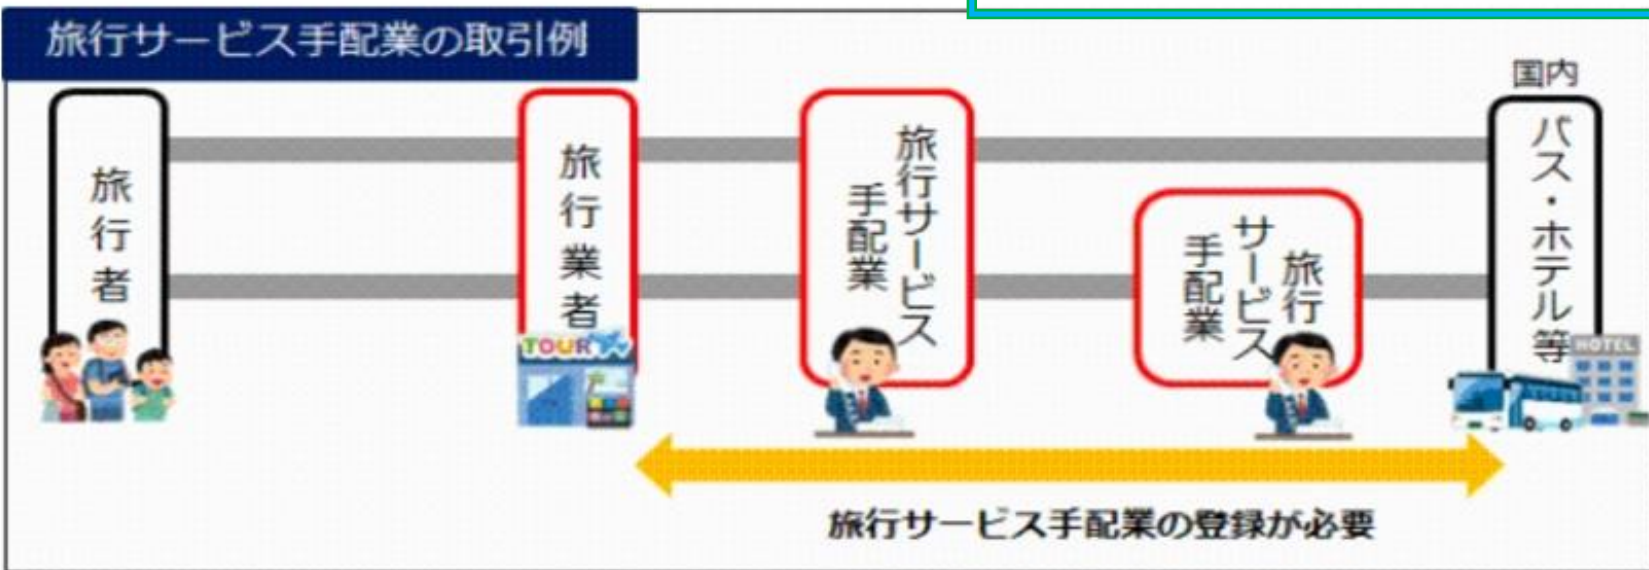 旅行サービス手配業の取引例
旅行者
旅行業者
TOUR
旅行サービス
手配業
旅行
サービス
手配業
国内
バス・ホテル等
HOTEL
旅行サービス手配業の登録が必要